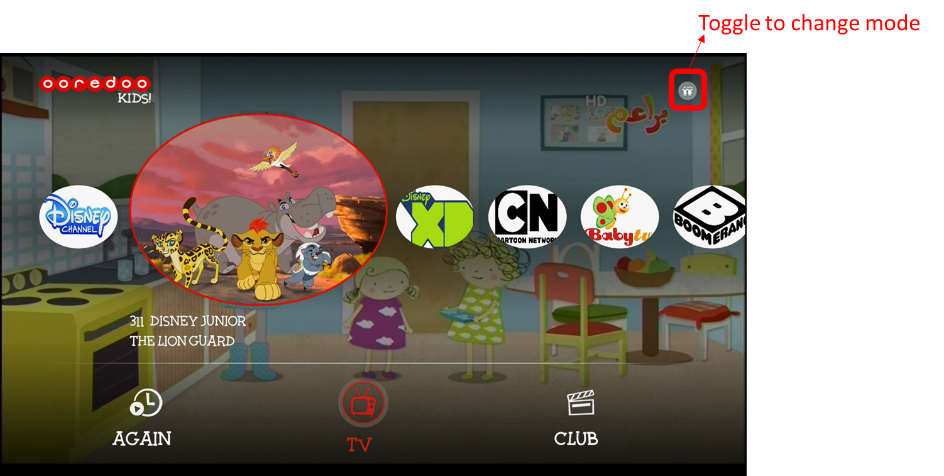 Toggle to change mode
ooredoo
KIDS!
HD
براعم
DISNEY
CHANNEL
DISNEY
XD
CN
CARTOON NETWORK
Babytv
B
BOOMERANG
311 DISNEY JUNIOR
THE LION GUARD
AGAIN
TV
CLUB